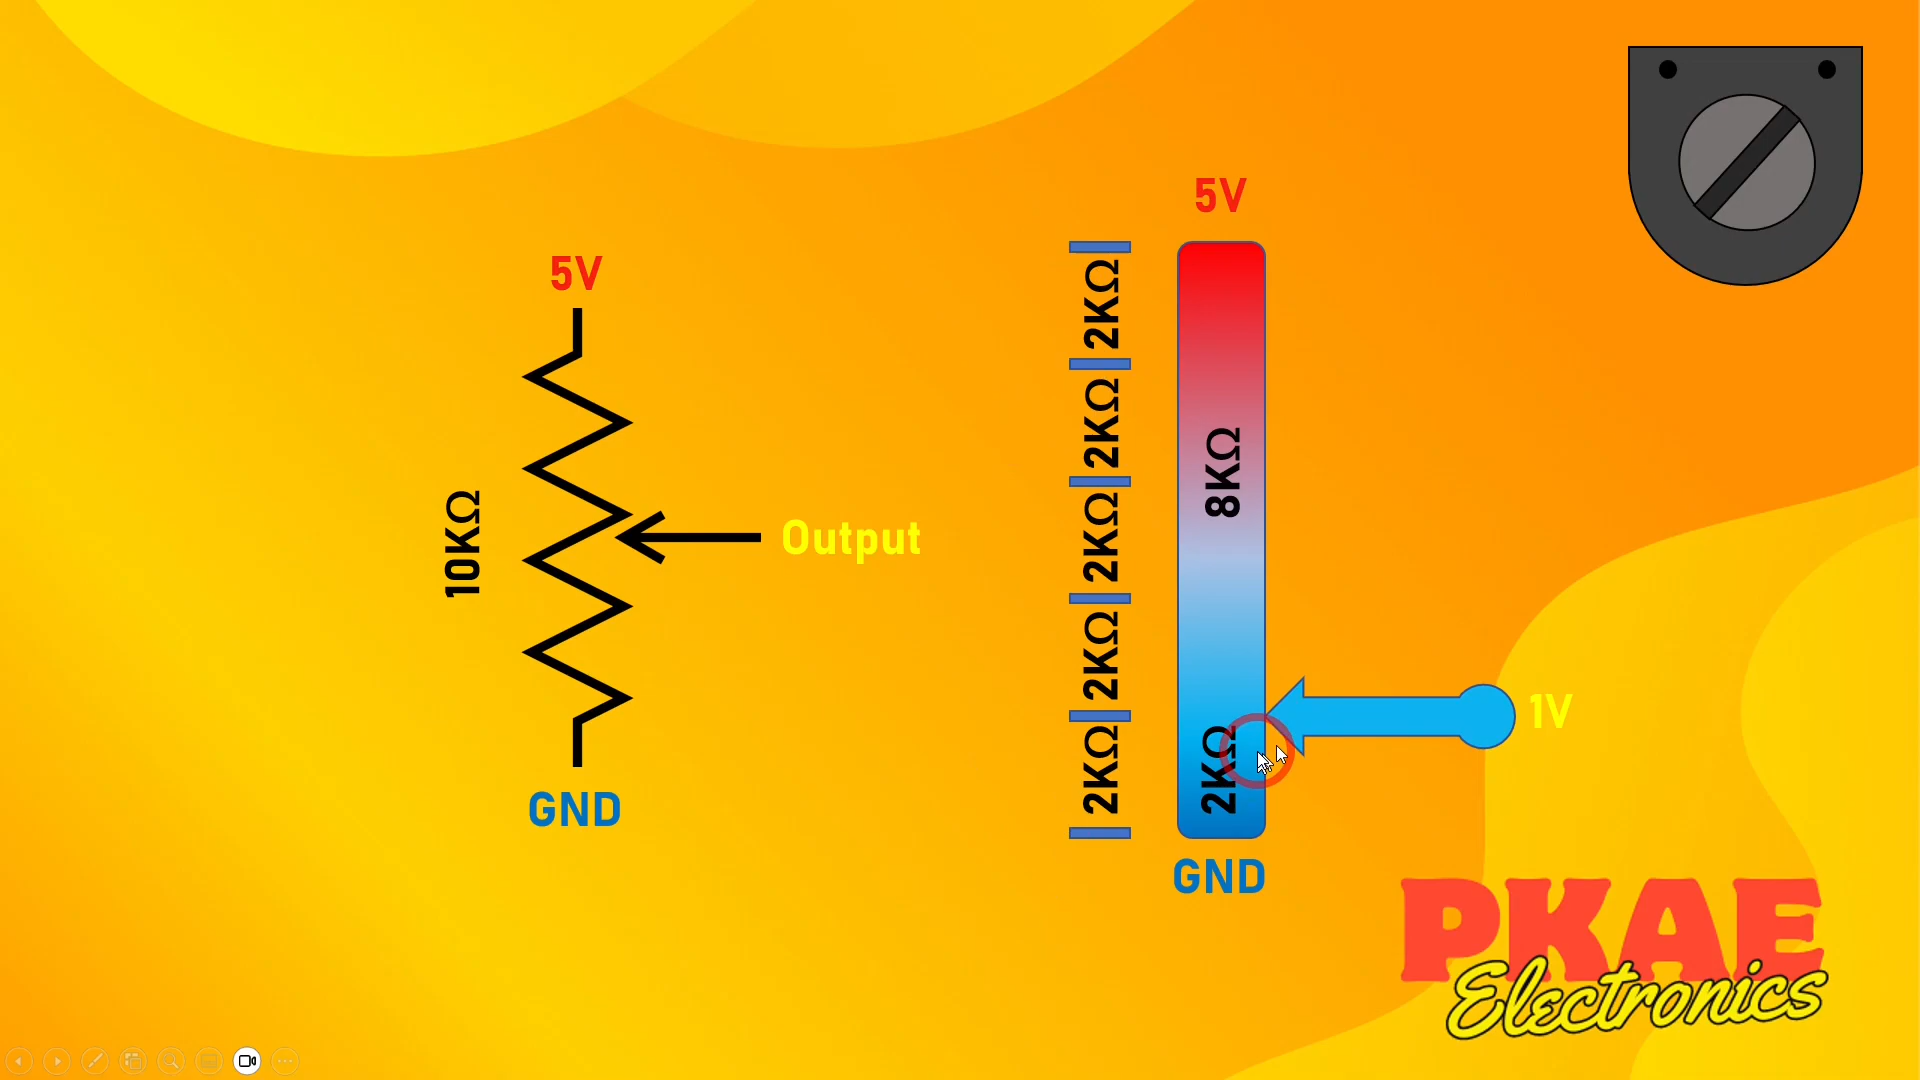 5V
10KΩ
Output
GND
5V
2KΩ
2KΩ
2KΩ
2KΩ
2KΩ
8KΩ
2KΩ
1V
GND
PKAE
Electronics